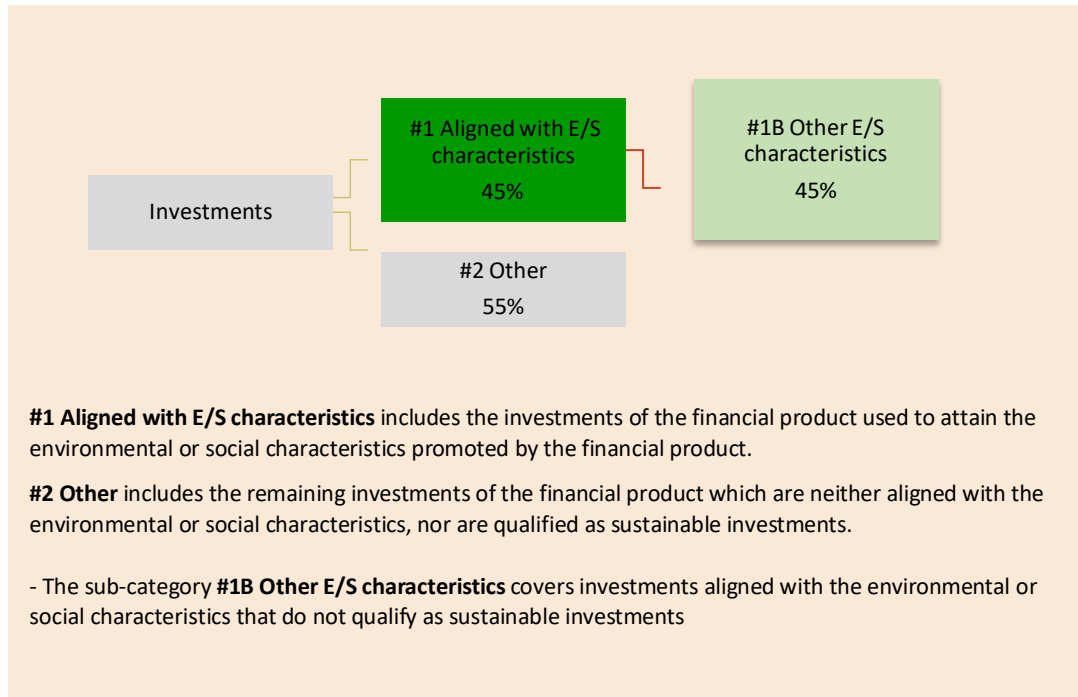 #1 Aligned with E/S
characteristics
45%
#1B Other E/S
characteristics
45%
Investments
#2 Other
55%
#1 Aligned with E/S characteristics includes the investments of the financial product used to attain the
environmental or social characteristics promoted by the financial product.
#2 Other includes the remaining investments of the financial product which are neither aligned with the
environmental or social characteristics, nor are qualified as sustainable investments.
- The sub-category #1B Other E/S characteristics covers investments aligned with the environmental or
social characteristics that do not qualify as sustainable investments